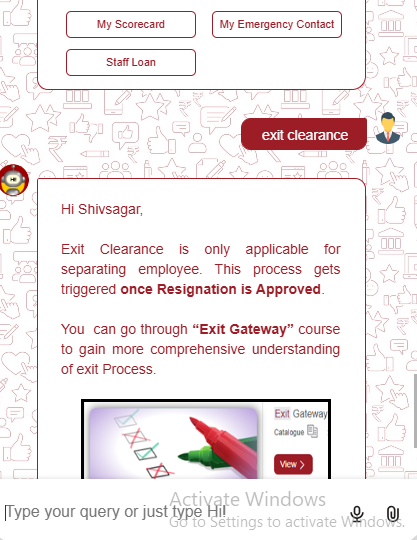 My Scorecard
My Emergency Contact
Staff Loan
exit clearance
Hi Shivsagar,
Exit Clearance is only applicable for
separating employee. This process gets
triggered once Resignation is Approved.
You can go through “Exit Gateway” course
to gain more comprehensive understanding
of exit Process.
Exit Gateway
Catalogue
View >
Activate Windows
Type your query or just type Hi!
Go to Settings to activate Windows.